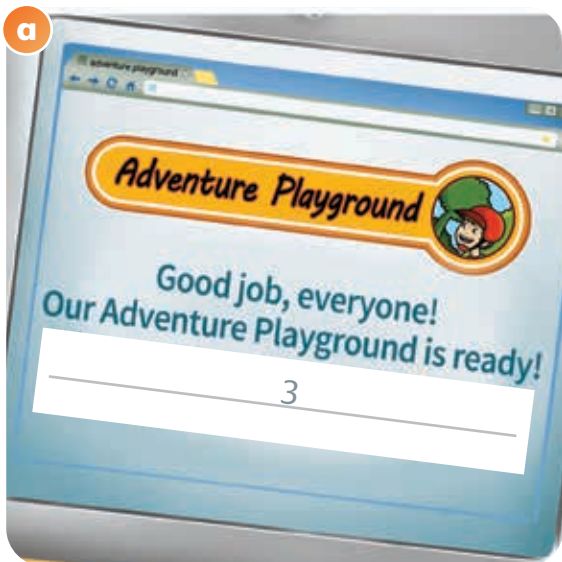 a
adventure playground
Adventure Playground
Good job, everyone!
Our Adventure Playground is ready!
3